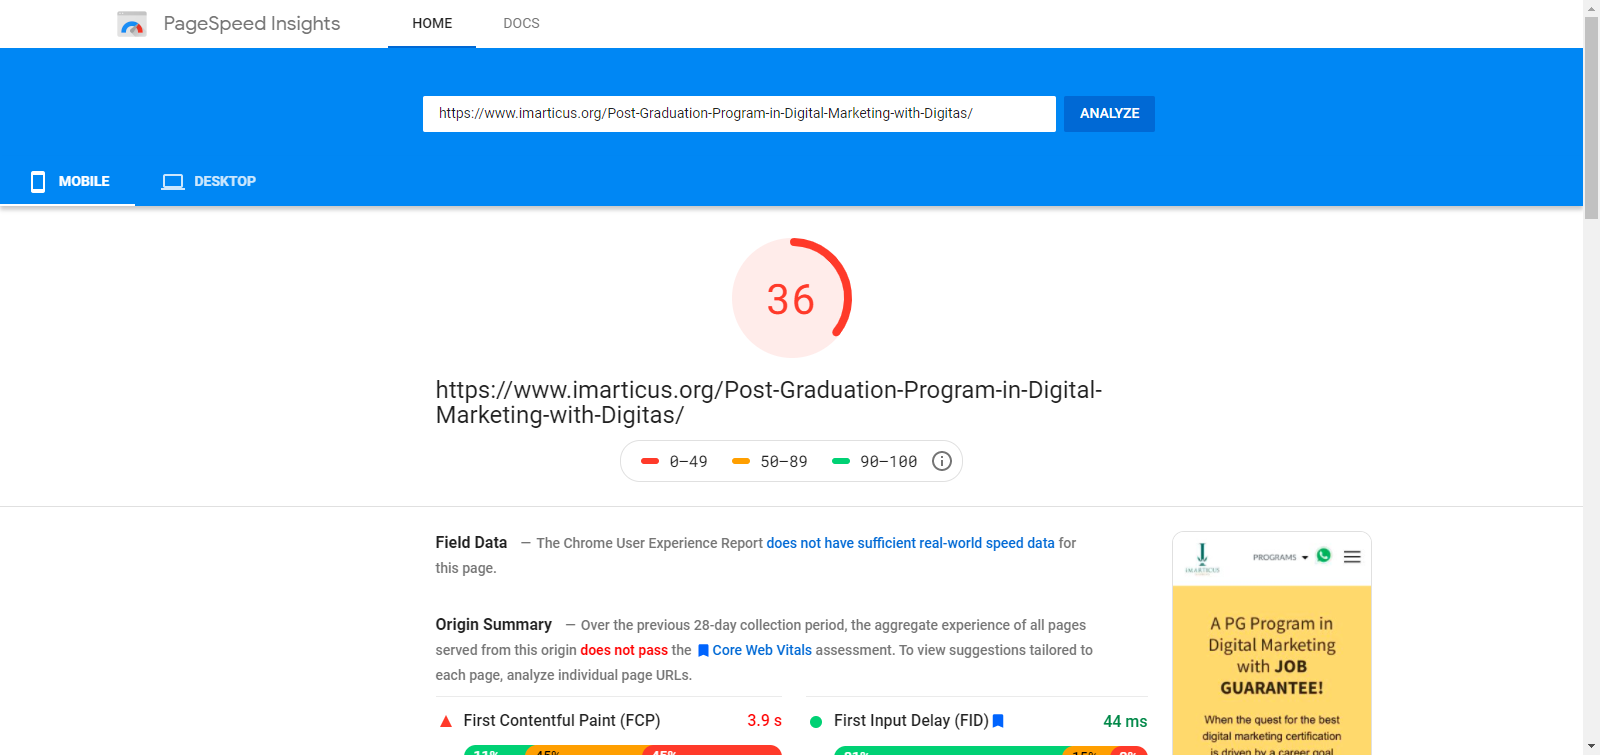 PageSpeed Insights
HOME
DOCS
https://www.imarticus.org/Post-Graduation-Program-in-Digital-Marketing-with-Digitas/
ANALYZE
MOBILE
DESKTOP
36
https://www.imarticus.org/Post-Graduation-Program-in-Digital-
Marketing-with-Digitas/
0–49
50–89
90–100
Field Data — The Chrome User Experience Report does not have sufficient real-world speed data for
this page.
Origin Summary — Over the previous 28-day collection period, the aggregate experience of all pages
served from this origin does not pass the Core Web Vitals assessment. To view suggestions tailored to
each page, analyze individual page URLs.
First Contentful Paint (FCP) 3.9 s
First Input Delay (FID) 44 ms
IMARTICUS
PROGRAMS
A PG Program in
Digital Marketing
with JOB
GUARANTEE!
When the quest for the best
digital marketing certification
is driven by a career goal